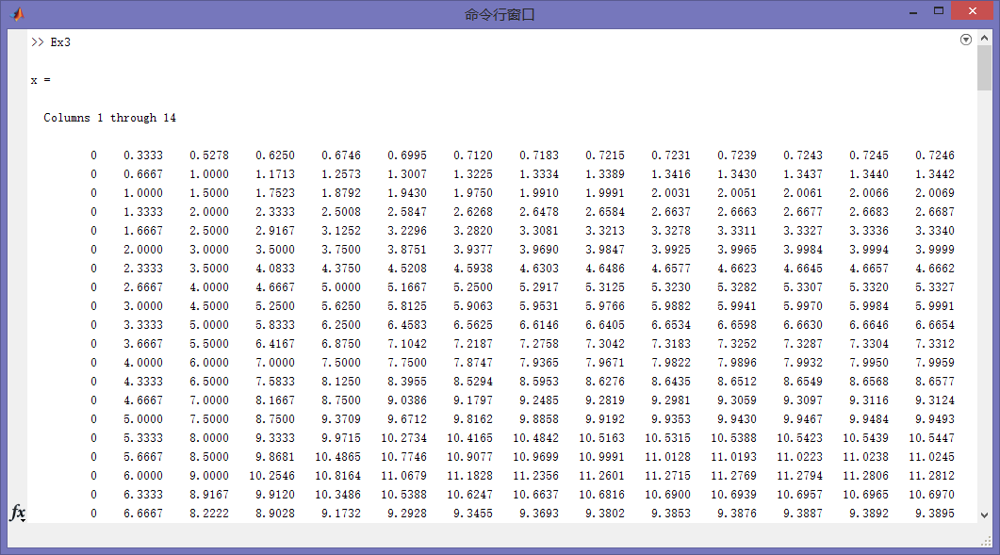 命令行窗口
>> Ex3
x =
Columns 1 through 14
0 0.3333 0.5278 0.6250 0.6746 0.6995 0.7120 0.7183 0.7215 0.7231 0.7239 0.7243 0.7245 0.7246
0 0.6667 1.0000 1.1713 1.2573 1.3007 1.3225 1.3334 1.3389 1.3416 1.3430 1.3437 1.3440 1.3442
0 1.0000 1.5000 1.7523 1.8792 1.9430 1.9750 1.9910 1.9991 2.0031 2.0051 2.0061 2.0066 2.0069
0 1.3333 2.0000 2.3333 2.5008 2.5847 2.6268 2.6478 2.6584 2.6637 2.6663 2.6677 2.6683 2.6687
0 1.6667 2.5000 2.9167 3.1252 3.2296 3.2820 3.3081 3.3213 3.3278 3.3311 3.3327 3.3336 3.3340
0 2.0000 3.0000 3.5000 3.7500 3.8751 3.9377 3.9690 3.9847 3.9925 3.9965 3.9984 3.9994 3.9999
0 2.3333 3.5000 4.0833 4.3750 4.5208 4.5938 4.6303 4.6486 4.6577 4.6623 4.6645 4.6657 4.6662
0 2.6667 4.0000 4.6667 5.0000 5.1667 5.2500 5.2917 5.3125 5.3230 5.3282 5.3307 5.3320 5.3327
0 3.0000 4.5000 5.2500 5.6250 5.8125 5.9063 5.9531 5.9766 5.9882 5.9941 5.9970 5.9984 5.9991
0 3.3333 5.0000 5.8333 6.2500 6.4583 6.5625 6.6146 6.6405 6.6534 6.6598 6.6630 6.6646 6.6654
0 3.6667 5.5000 6.4167 6.8750 7.1042 7.2187 7.2758 7.3042 7.3183 7.3252 7.3287 7.3304 7.3312
0 4.0000 6.0000 7.0000 7.5000 7.7500 7.8747 7.9365 7.9671 7.9822 7.9896 7.9932 7.9950 7.9959
0 4.3333 6.5000 7.5833 8.1250 8.3955 8.5294 8.5953 8.6276 8.6435 8.6512 8.6549 8.6568 8.6577
0 4.6667 7.0000 8.1667 8.7500 9.0386 9.1797 9.2485 9.2819 9.2981 9.3059 9.3097 9.3116 9.3124
0 5.0000 7.5000 8.7500 9.3709 9.6712 9.8162 9.8858 9.9192 9.9353 9.9430 9.9467 9.9484 9.9493
0 5.3333 8.0000 9.3333 9.9715 10.2734 10.4165 10.4842 10.5163 10.5315 10.5388 10.5423 10.5439 10.5447
0 5.6667 8.5000 9.8681 10.4865 10.7746 10.9077 10.9699 10.9991 11.0128 11.0193 11.0223 11.0238 11.0245
0 6.0000 9.0000 10.2546 10.8164 11.0679 11.1828 11.2356 11.2601 11.2715 11.2769 11.2794 11.2806 11.2812
0 6.3333 8.9167 9.9120 10.3486 10.5388 10.6247 10.6637 10.6816 10.6900 10.6939 10.6957 10.6965 10.6970
0 6.6667 8.2222 8.9028 9.1732 9.2928 9.3455 9.3693 9.3802 9.3853 9.3876 9.3887 9.3892 9.3895
fx